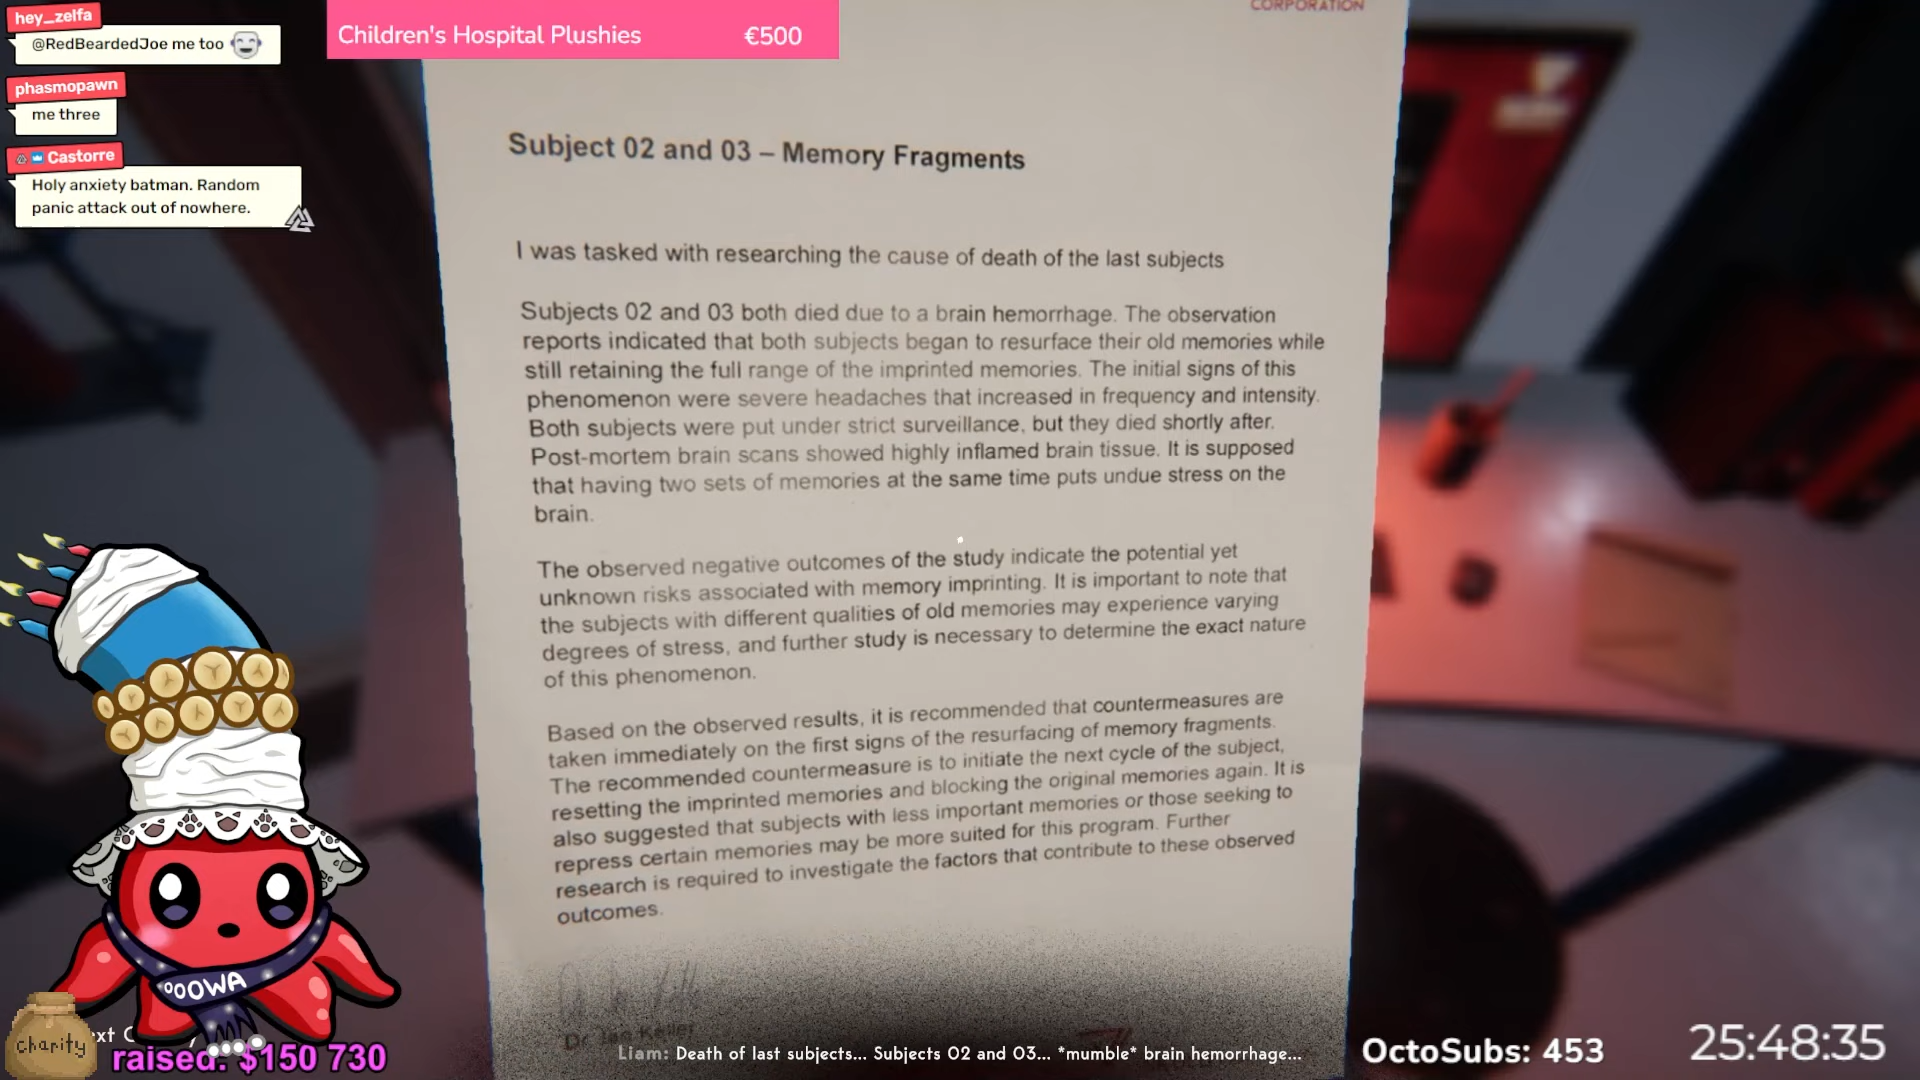 hey_zelfa
@RedBeardedJoe me too
phasmopawn
me three
Castorre
Holy anxiety batman. Random
panic attack out of nowhere.
Children's Hospital Plushies €500
CORPORATION
Subject 02 and 03 – Memory Fragments
I was tasked with researching the cause of death of the last subjects
Subjects 02 and 03 both died due to a brain hemorrhage. The observation
reports indicated that both subjects began to resurface their old memories while
still retaining the full range of the imprinted memories. The initial signs of this
phenomenon were severe headaches that increased in frequency and intensity.
Both subjects were put under strict surveillance, but they died shortly after.
Post-mortem brain scans showed highly inflamed brain tissue. It is supposed
that having two sets of memories at the same time puts undue stress on the
brain.
The observed negative outcomes of the study indicate the potential yet
unknown risks associated with memory imprinting. It is important to note that
the subjects with different qualities of old memories may experience varying
degrees of stress, and further study is necessary to determine the exact nature
of this phenomenon.
Based on the observed results, it is recommended that countermeasures are
taken immediately on the first signs of the resurfacing of memory fragments.
The recommended countermeasure is to initiate the next cycle of the subject,
resetting the imprinted memories and blocking the original memories again. It is
also suggested that subjects with less important memories or those seeking to
repress certain memories may be more suited for this program. Further
research is required to investigate the factors that contribute to these observed
outcomes.
Keller
Liam: Death of last subjects... Subjects 02 and 03... *mumble* brain hemorrhage...
OOOWA
charity
raised: $150 730
OctoSubs: 453
25:48:35